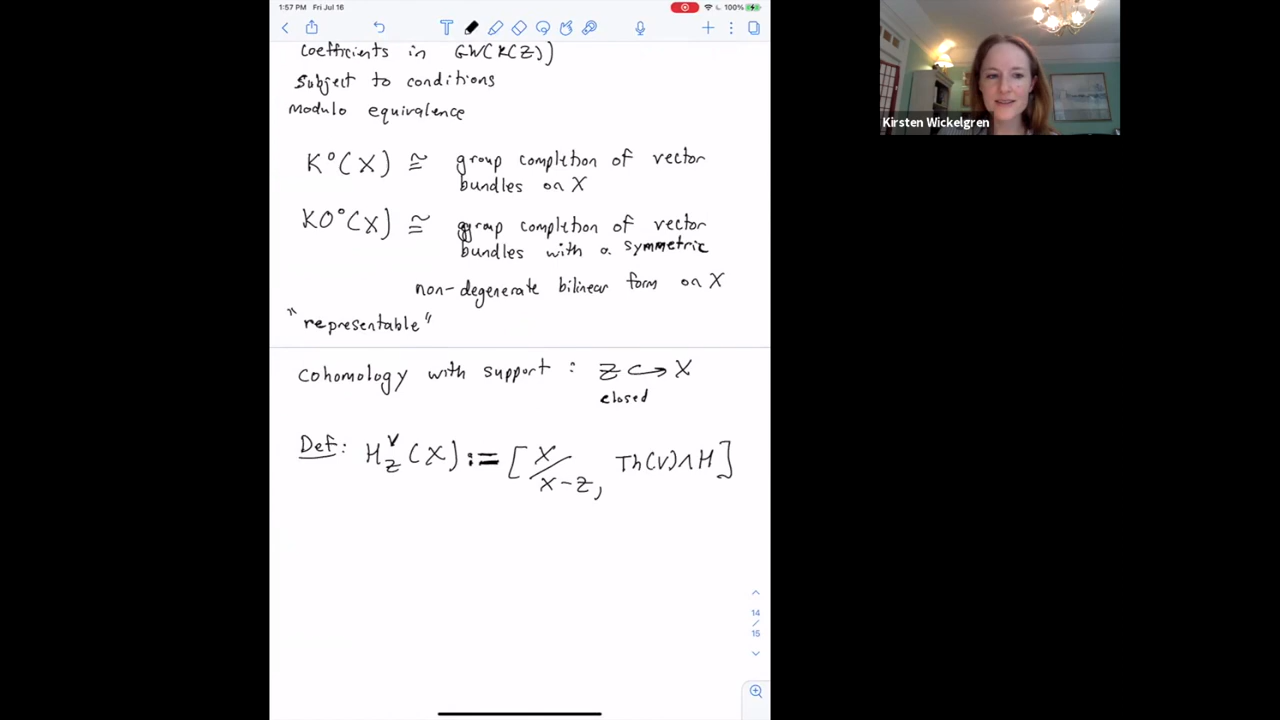 1:57 PM Fri Jul 16
100%
Kirsten Wickelgren
coefficients in GW(k(Z))
subject to conditions
modulo equivalence
K°(X) ≅ group completion of vector
bundles on X
KO°(X) ≅ group completion of vector
bundles with a symmetric
non-degenerate bilinear form on X
"representable"
cohomology with support : Z ↪ X
closed
Def: H_Z^V(X) := [X/X-Z, Th(V)∧H]
14
/
15